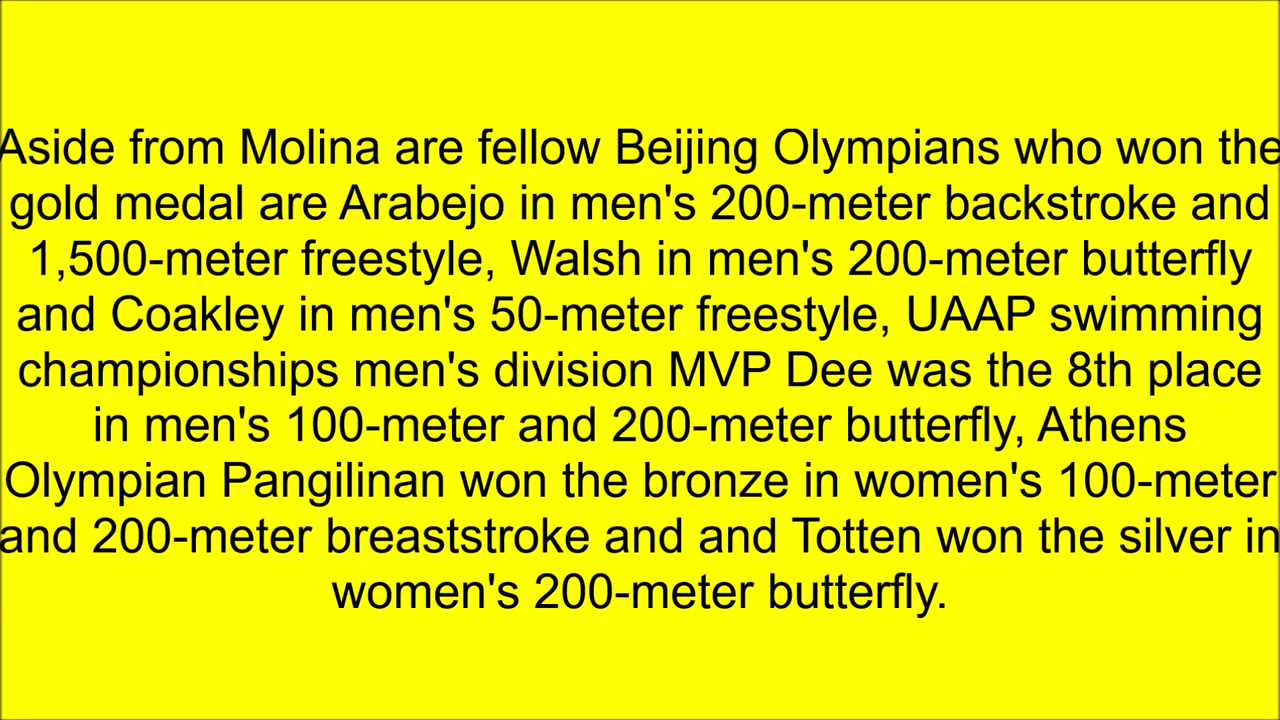 Aside from Molina are fellow Beijing Olympians who won the
gold medal are Arabejo in men's 200-meter backstroke and
1,500-meter freestyle, Walsh in men's 200-meter butterfly
and Coakley in men's 50-meter freestyle, UAAP swimming
championships men's division MVP Dee was the 8th place
in men's 100-meter and 200-meter butterfly, Athens
Olympian Pangilinan won the bronze in women's 100-meter
and 200-meter breaststroke and and Totten won the silver in
women's 200-meter butterfly.